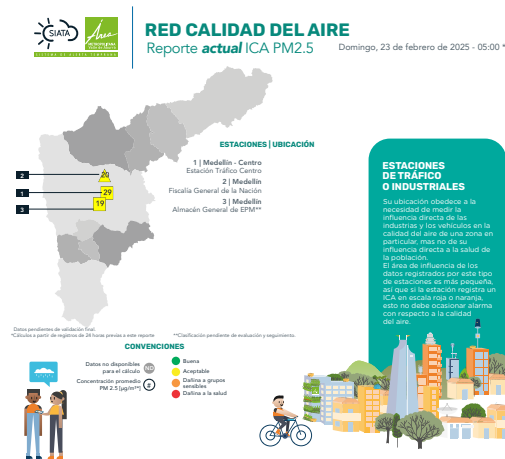 SIATA
Área
METROPOLITANA
Valle de Aburrá
RED CALIDAD DEL AIRE
Reporte actual ICA PM2.5
Domingo, 23 de febrero de 2025 - 05:00 *
ESTACIONES | UBICACIÓN
1 | Medellín - Centro
Estación Tráfico Centro
2 | Medellín
Fiscalía General de la Nación
3 | Medellín
Almacén General de EPM**
2
1
29
3
19
ESTACIONES
DE TRÁFICO
O INDUSTRIALES
Su ubicación obedece a la
necesidad de medir la
influencia directa de las
industrias y los vehículos en la
calidad del aire de una zona en
particular, mas no de su
influencia directa a la salud de
la población.
El área de influencia de los
datos registrados por este tipo
de estaciones es más pequeña,
así que si la estación registra un
ICA en escala roja o naranja,
esto no debe ocasionar alarma
con respecto a la calidad
del aire.
Datos pendientes de validación final.
*Cálculos a partir de registros de 24 horas previas a este reporte
**Clasificación pendiente de evaluación y seguimiento.
CONVENCIONES
Datos no disponibles
para el cálculo
ND
Concentración promedio
PM 2.5 (µg/m³)
#
Buena
Aceptable
Dañina a grupos
sensibles
Dañina a la salud